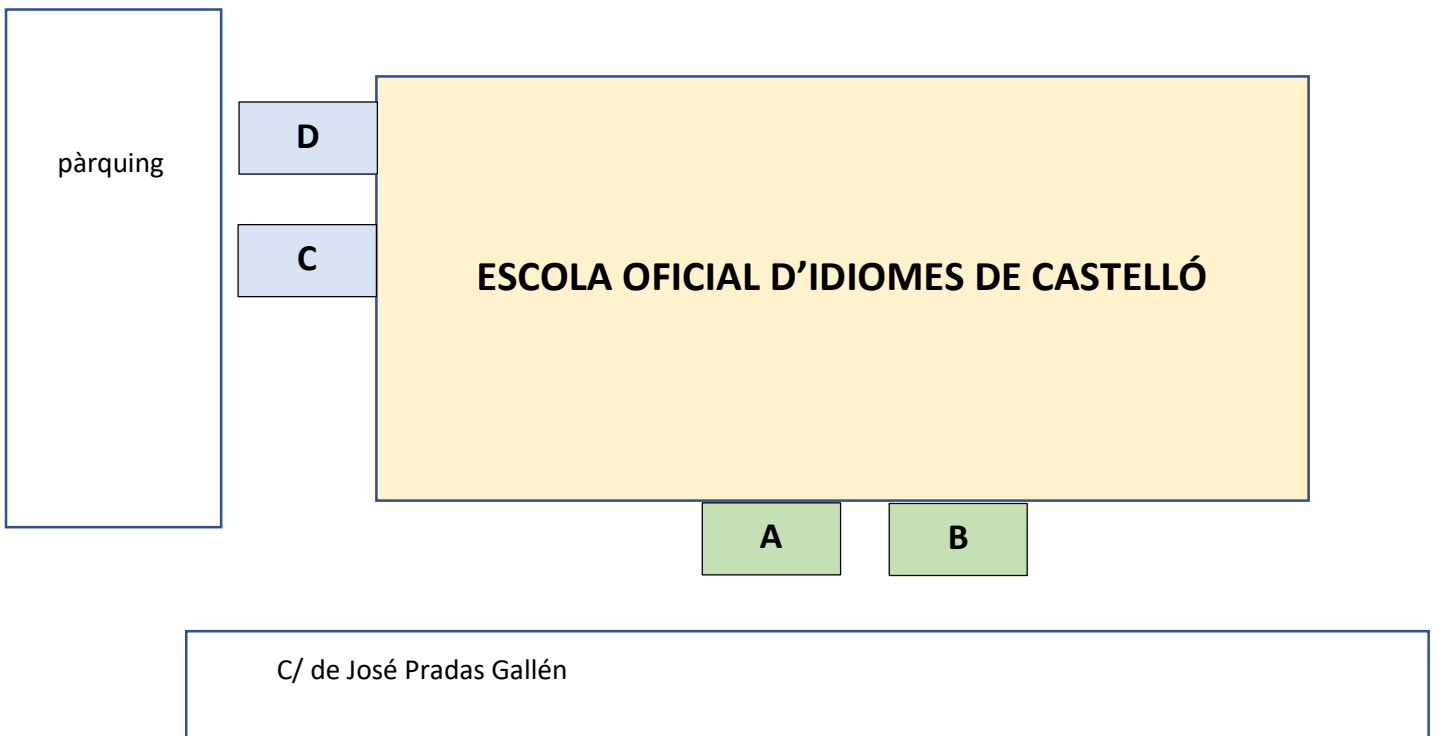 D
pàrquing
C
ESCOLA OFICIAL D’IDIOMES DE CASTELLÓ
A
B
C/ de José Pradas Gallén